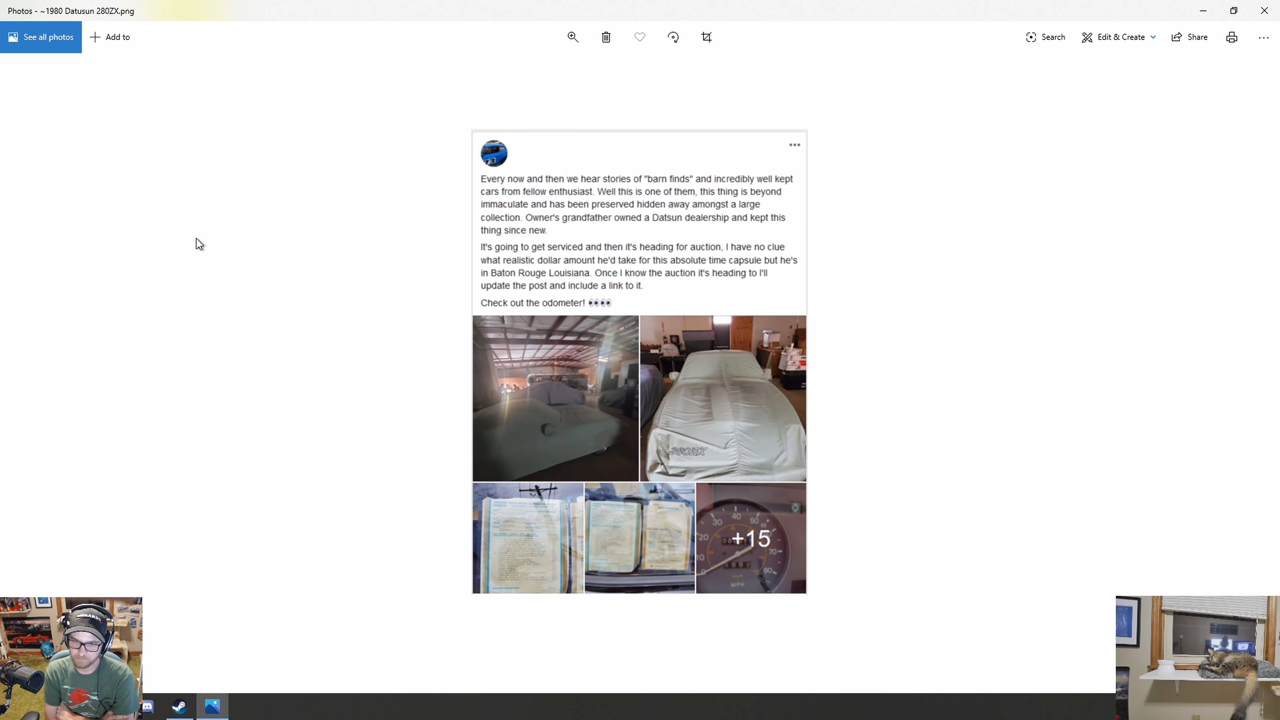 Photos - ~1980 Datusun 280ZX.png
See all photos
Add to
Search
Edit & Create
Share
Every now and then we hear stories of "barn finds" and incredibly well kept
cars from fellow enthusiast. Well this is one of them, this thing is beyond
immaculate and has been preserved hidden away amongst a large
collection. Owner's grandfather owned a Datsun dealership and kept this
thing since new.
It's going to get serviced and then it's heading for auction, I have no clue
what realistic dollar amount he'd take for this absolute time capsule but he's
in Baton Rouge Louisiana. Once I know the auction it's heading to I'll
update the post and include a link to it.
Check out the odometer! 👀👀
30 40 50
+15
MPH